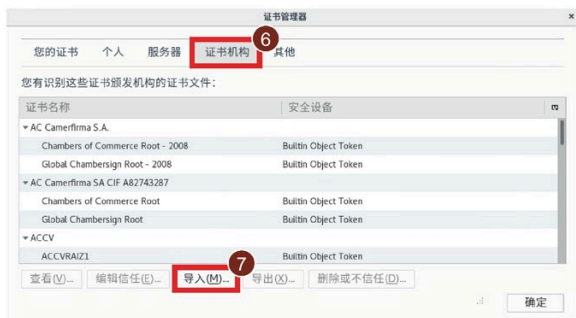 证书管理器 ×
6
您的证书 个人 服务器 证书机构 其他
您有识别这些证书颁发机构的证书文件：
证书名称 安全设备
AC Camerfirma S.A.
Chambers of Commerce Root - 2008 Builtin Object Token
Global Chambersign Root - 2008 Builtin Object Token
AC Camerfirma SA CIF A82743287
Chambers of Commerce Root Builtin Object Token
Global Chambersign Root Builtin Object Token
ACCV
ACCVRAIZ1 Builtin Object Token
7
查看(V)... 编辑信任(E)... 导入(M)... 导出(X)... 删除或不信任(D)...
确定